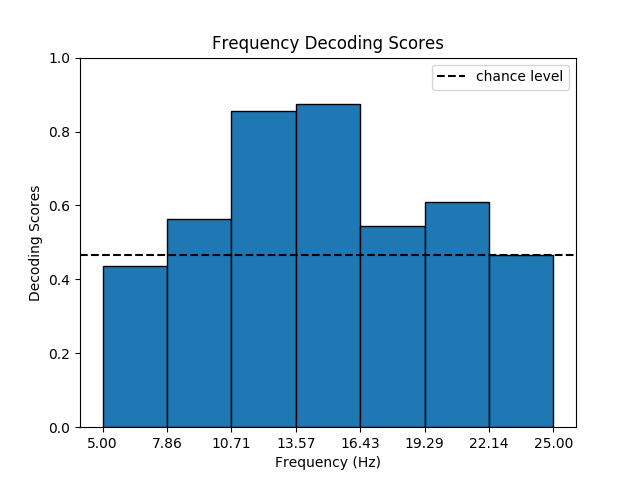 Frequency Decoding Scores
chance level
Decoding Scores
1.0
0.8
0.6
0.4
0.2
0.0
5.00 7.86 10.71 13.57 16.43 19.29 22.14 25.00
Frequency (Hz)